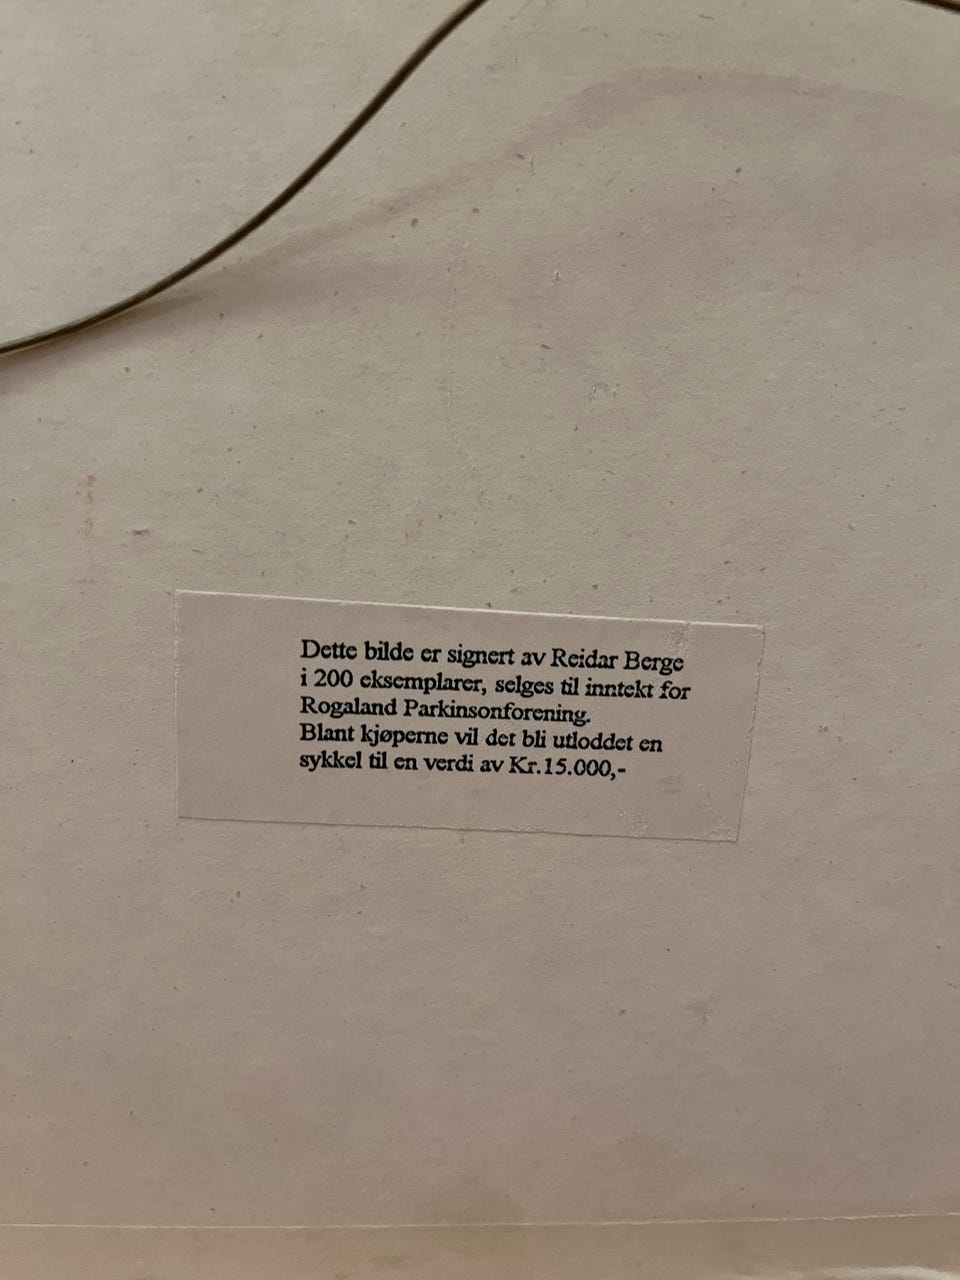 Dette bilde er signert av Reidar Berge
i 200 eksemplarer, selges til inntekt for
Rogaland Parkinsonforening.
Blant kjøperne vil det bli utloddet en
sykkel til en verdi av Kr.15.000,-